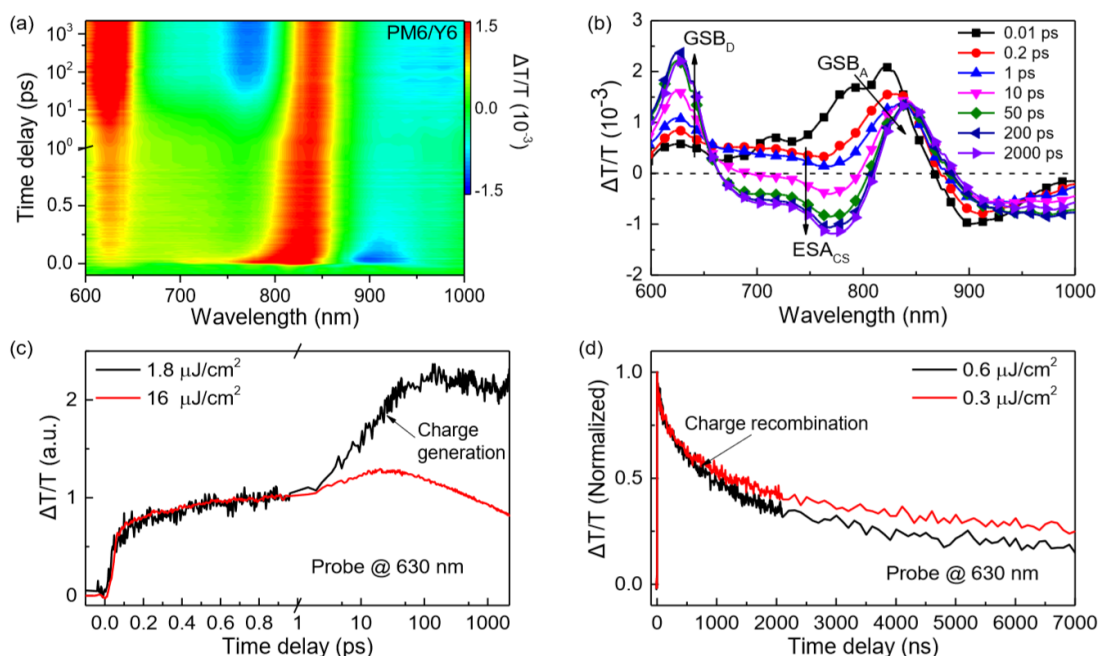 (a)
PM6/Y6
10³
10²
10¹
10⁰
0.5
0.0
Time delay (ps)
600 700 800 900 1000
Wavelength (nm)
1.5
0.0
-1.5
ΔT/T (10⁻³)
(b)
GSB_D
GSB_A
ESA_CS
0.01 ps
0.2 ps
1 ps
10 ps
50 ps
200 ps
2000 ps
3
2
1
0
-1
-2
ΔT/T (10⁻³)
600 700 800 900 1000
Wavelength (nm)
(c)
1.8 μJ/cm²
16 μJ/cm²
Charge
generation
Probe @ 630 nm
2
1
0
ΔT/T (a.u.)
0.0 0.2 0.4 0.6 0.8 1 10 100 1000
Time delay (ps)
(d)
0.6 μJ/cm²
0.3 μJ/cm²
Charge recombination
Probe @ 630 nm
1.0
0.5
0.0
ΔT/T (Normalized)
0 1000 2000 3000 4000 5000 6000 7000
Time delay (ns)